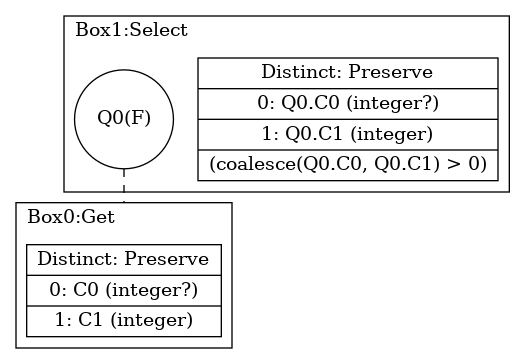 Box1:Select
Q0(F)
Distinct: Preserve
0: Q0.C0 (integer?)
1: Q0.C1 (integer)
(coalesce(Q0.C0, Q0.C1) > 0)
Box0:Get
Distinct: Preserve
0: C0 (integer?)
1: C1 (integer)